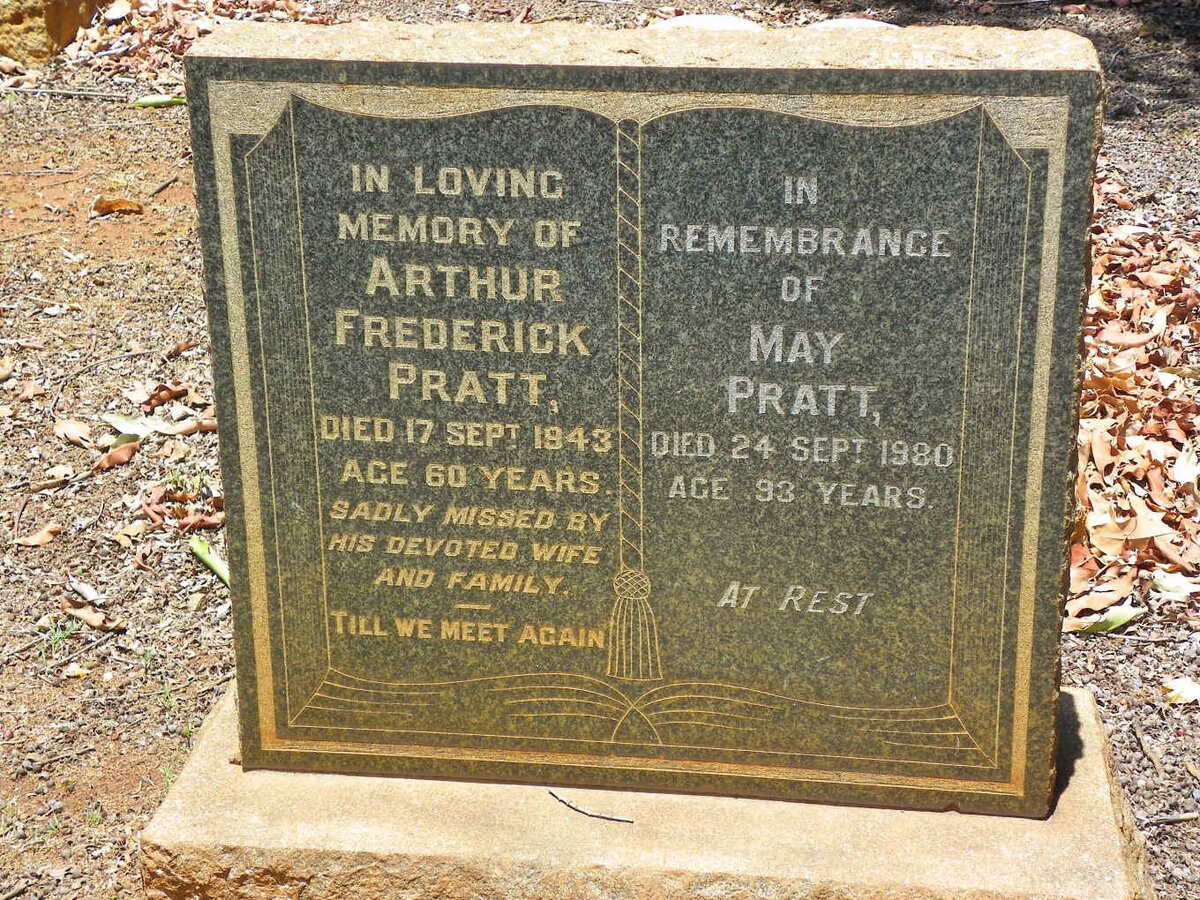 IN LOVING
MEMORY OF
ARTHUR
FREDERICK
PRATT,
DIED 17 SEPT 1943
AGE 60 YEARS.
SADLY MISSED BY
HIS DEVOTED WIFE
AND FAMILY.
TILL WE MEET AGAIN
IN
REMEMBRANCE
OF
MAY
PRATT,
DIED 24 SEPT 1980
AGE 93 YEARS.
AT REST